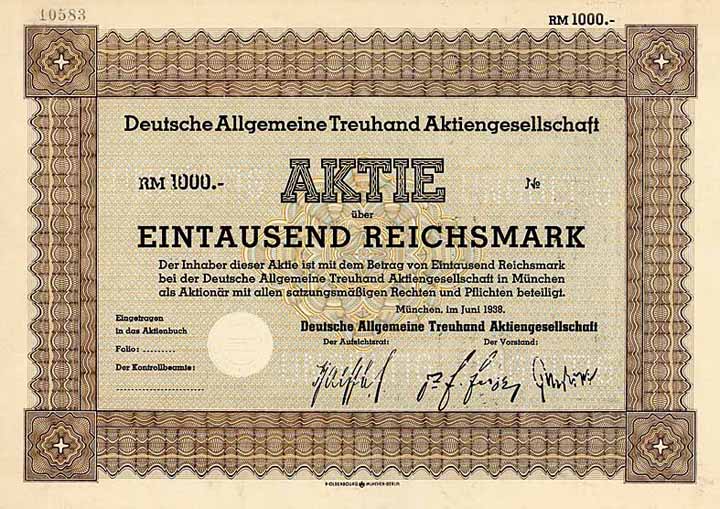 10583
RM 1000.-
Deutsche Allgemeine Treuhand Aktiengesellschaft
RM 1000.- AKTIE No
über
EINTAUSEND REICHSMARK
Der Inhaber dieser Aktie ist mit dem Betrag von Eintausend Reichsmark
bei der Deutsche Allgemeine Treuhand Aktiengesellschaft in München
als Aktionär mit allen satzungsmäßigen Rechten und Pflichten beteiligt.
München, im Juni 1938.
Eingetragen
in das Aktienbuch
Deutsche Allgemeine Treuhand Aktiengesellschaft
Folio: .........
Der Aufsichtsrat: Der Vorstand:
Der Kontrollbeamte:
R·OLDENBOURG MÜNCHEN-BERLIN